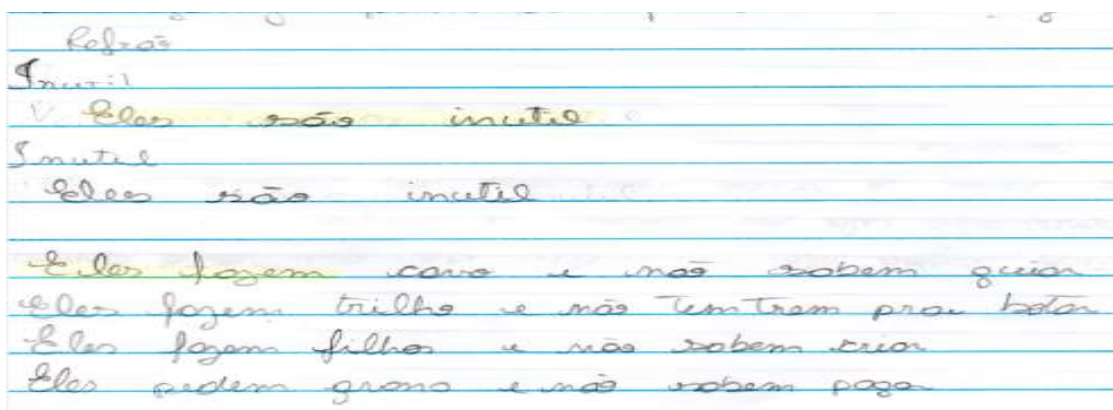 Refrão
Inutil
Eles são inutil
Inutil
Eles são inutil
Eles fazem carro e não sabem guiar
Eles fazem trilho e não tem trem pra botar
Eles fazem filho e não sabem criar
Eles pedem grana e não sabem paga